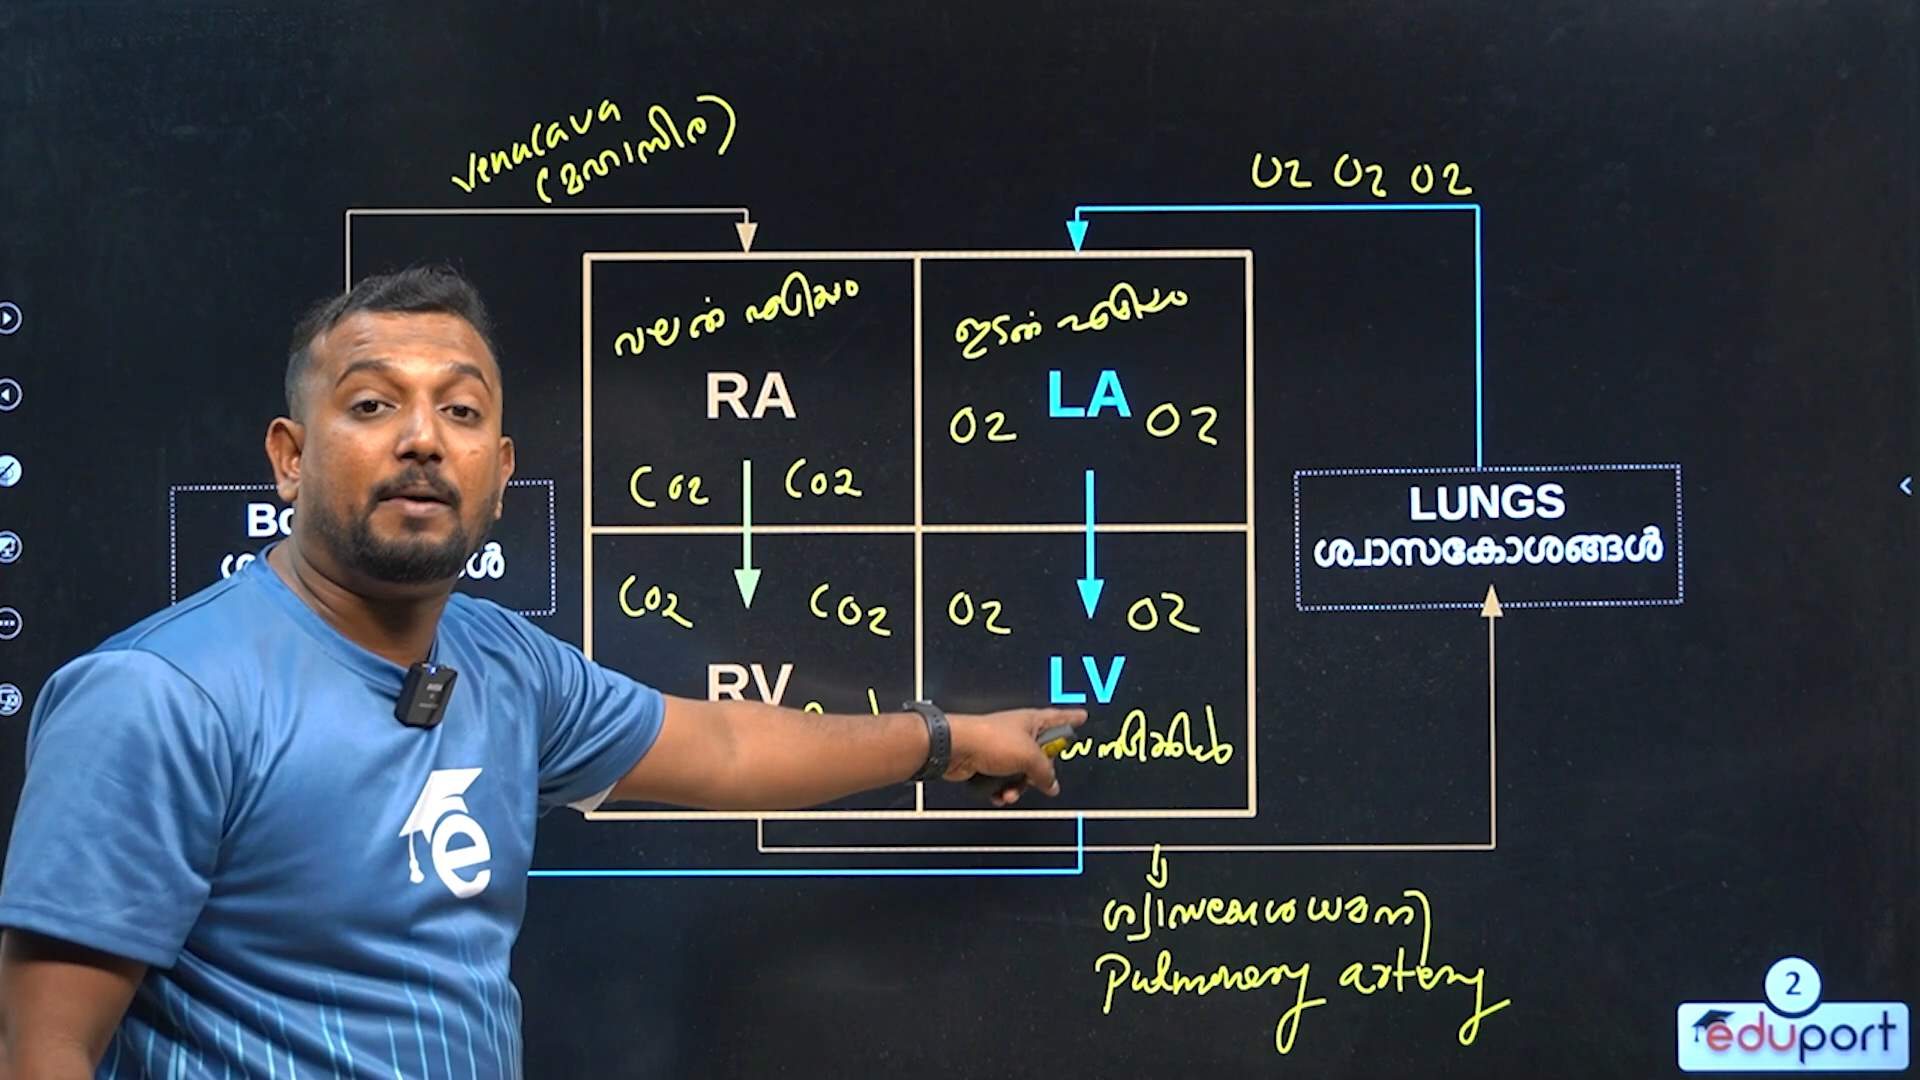 Venacava
(മഹാസിര)
O2 O2 O2
വലത് ഏട്രിയം
ഇടത് ഏട്രിയം
RA
LA
O2 O2
CO2 CO2
LUNGS
ശ്വാസകോശങ്ങൾ
CO2 CO2
O2 O2
RV
LV
ശ്വാസകോശധമനി
Pulmonery artery
2
eduport